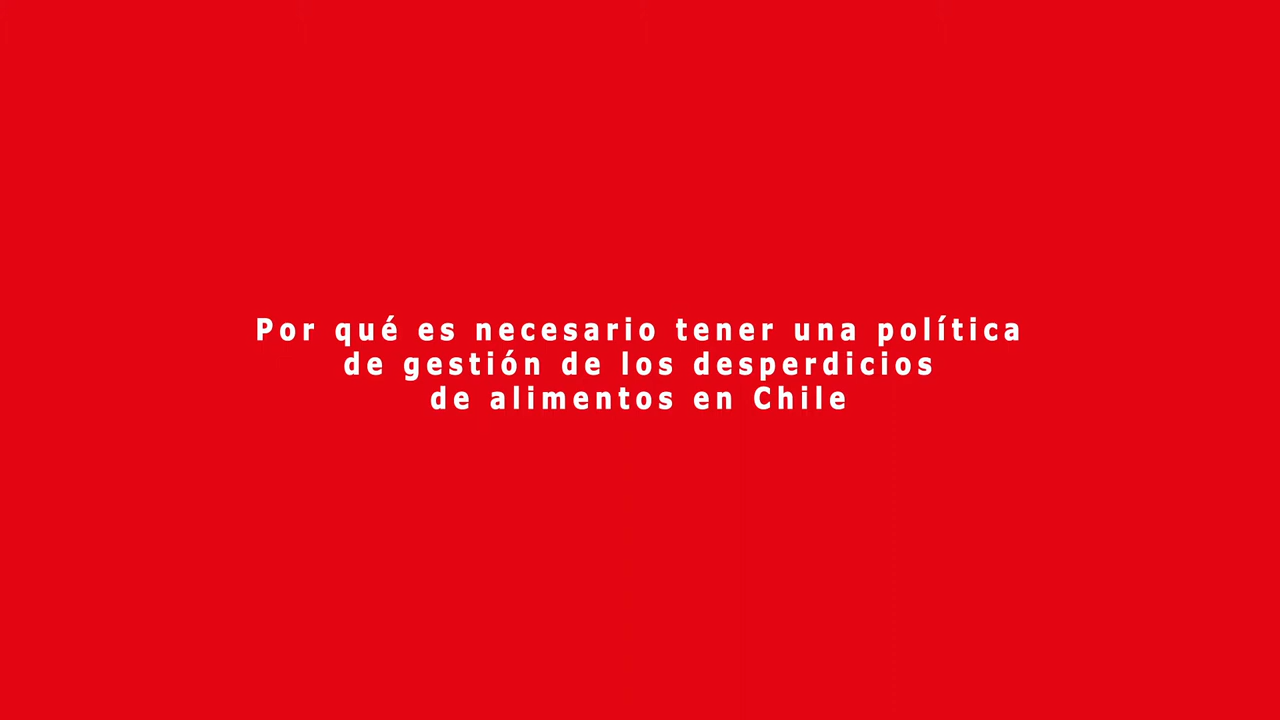 Por qué es necesario tener una política
de gestión de los desperdicios
de alimentos en Chile